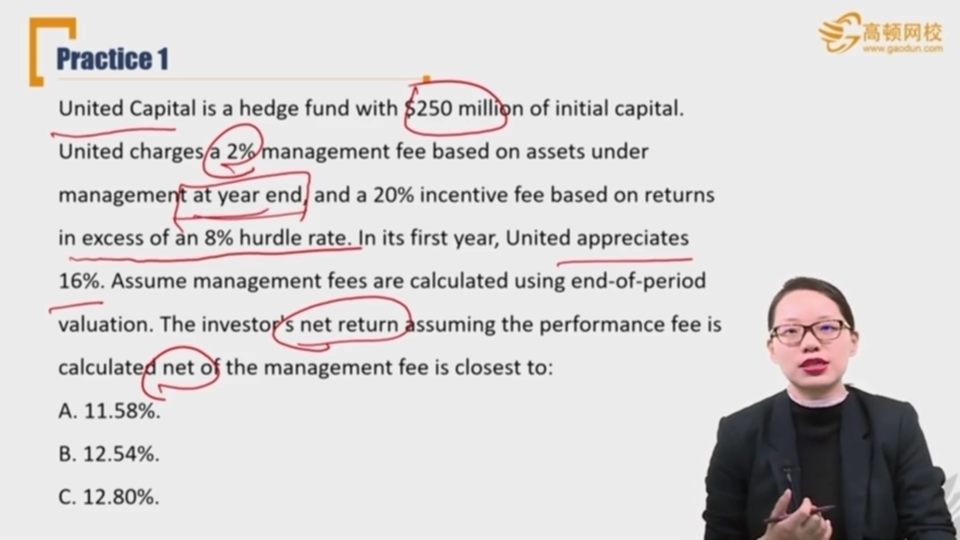 Practice 1
高顿网校
www.gaodun.com
United Capital is a hedge fund with $250 million of initial capital.
United charges a 2% management fee based on assets under
management at year end, and a 20% incentive fee based on returns
in excess of an 8% hurdle rate. In its first year, United appreciates
16%. Assume management fees are calculated using end-of-period
valuation. The investor's net return assuming the performance fee is
calculated net of the management fee is closest to:
A. 11.58%.
B. 12.54%.
C. 12.80%.